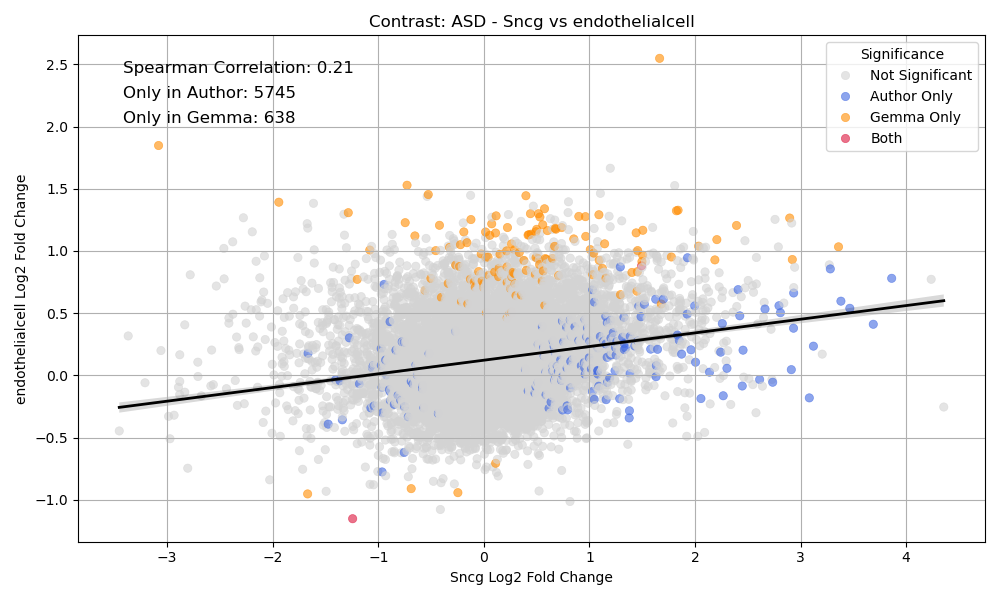 Contrast: ASD - Sncg vs endothelialcell
Spearman Correlation: 0.21
Only in Author: 5745
Only in Gemma: 638
Significance
Not Significant
Author Only
Gemma Only
Both
endothelialcell Log2 Fold Change
2.5
2.0
1.5
1.0
0.5
0.0
−0.5
−1.0
−3 −2 −1 0 1 2 3 4
Sncg Log2 Fold Change